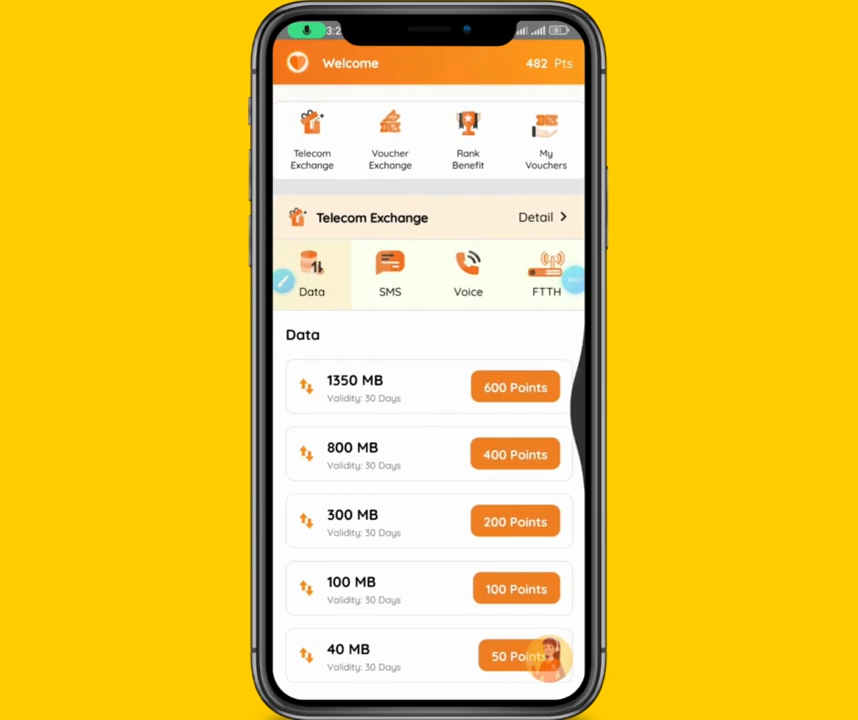 3:2
Welcome
482 Pts
Telecom
Exchange
Voucher
Exchange
Rank
Benefit
My
Vouchers
Telecom Exchange
Detail
Data
SMS
Voice
FTTH
Data
1350 MB
Validity: 30 Days
600 Points
800 MB
Validity: 30 Days
400 Points
300 MB
Validity: 30 Days
200 Points
100 MB
Validity: 30 Days
100 Points
40 MB
Validity: 30 Days
50 Points